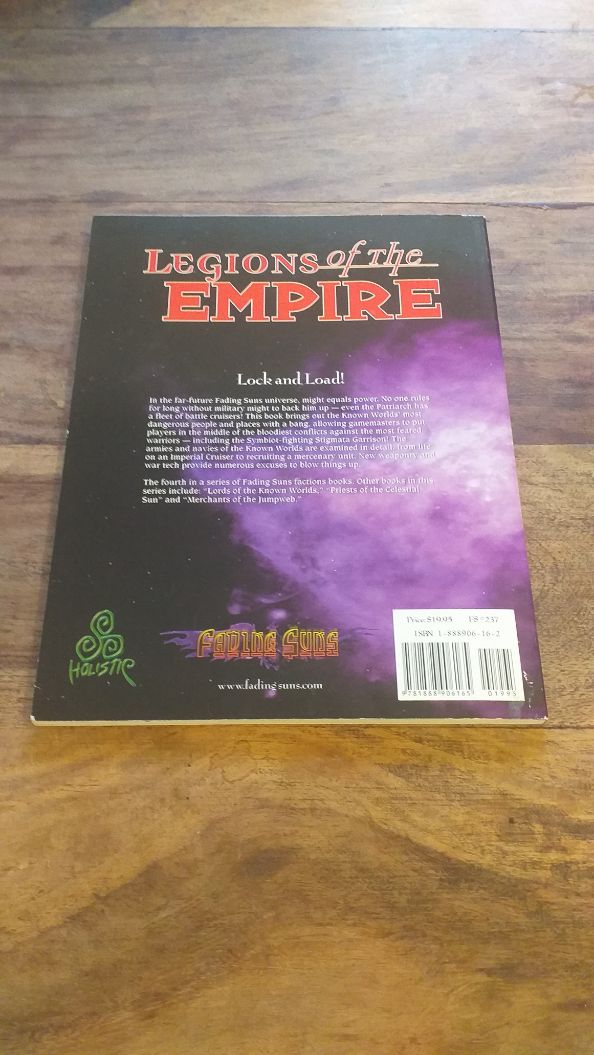 LEGIONS of the
EMPIRE
Lock and Load!
In the far-future Fading Suns universe, might equals power. No one rules
for long without military might to back him up — even the Patriarch has
a fleet of battle cruisers! This book brings out the Known Worlds' most
dangerous people and places with a bang, allowing gamemasters to put
players in the middle of the bloodiest conflicts against the most feared
warriors — including the Symbiot-fighting Stigmata Garrison! The
armies and navies of the Known Worlds are examined in detail, from life
on an Imperial Cruiser to recruiting a mercenary unit. New weaponry and
war tech provide numerous excuses to blow things up.
The fourth in a series of Fading Suns factions books. Other books in this
series include: "Lords of the Known Worlds," "Priests of the Celestial
Sun" and "Merchants of the Jumpweb."
HOLISTIC
FADING SUNS
www.fadingsuns.com
Price: $19.95 FS-237
ISBN 1-888906-16-2
9 781888 906165 01995